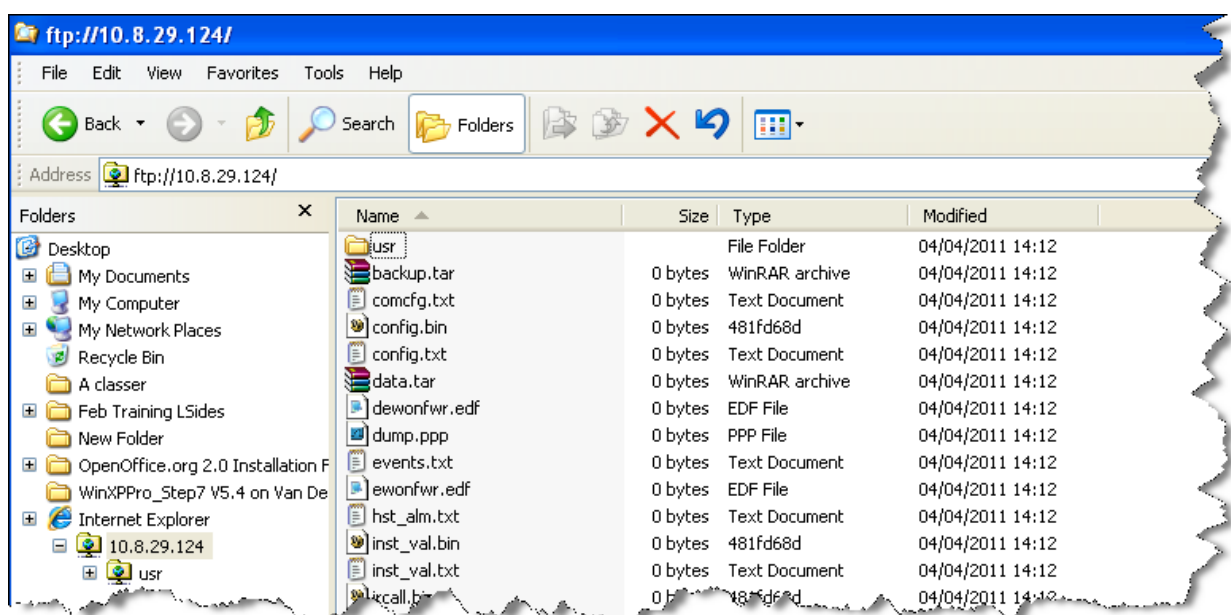 ftp://10.8.29.124/
File Edit View Favorites Tools Help
Back Search Folders
Address ftp://10.8.29.124/
Folders x Name Size Type Modified
Desktop
My Documents
My Computer
My Network Places
Recycle Bin
A classer
Feb Training LSides
New Folder
OpenOffice.org 2.0 Installation F
WinXPPro_Step7 V5.4 on Van De
Internet Explorer
10.8.29.124
usr
usr File Folder 04/04/2011 14:12
backup.tar 0 bytes WinRAR archive 04/04/2011 14:12
comcfg.txt 0 bytes Text Document 04/04/2011 14:12
config.bin 0 bytes 481fd68d 04/04/2011 14:12
config.txt 0 bytes Text Document 04/04/2011 14:12
data.tar 0 bytes WinRAR archive 04/04/2011 14:12
dewonfwr.edf 0 bytes EDF File 04/04/2011 14:12
dump.ppp 0 bytes PPP File 04/04/2011 14:12
events.txt 0 bytes Text Document 04/04/2011 14:12
ewonfwr.edf 0 bytes EDF File 04/04/2011 14:12
hst_alm.txt 0 bytes Text Document 04/04/2011 14:12
inst_val.bin 0 bytes 481fd68d 04/04/2011 14:12
inst_val.txt 0 bytes Text Document 04/04/2011 14:12
04/04/2011 14:12